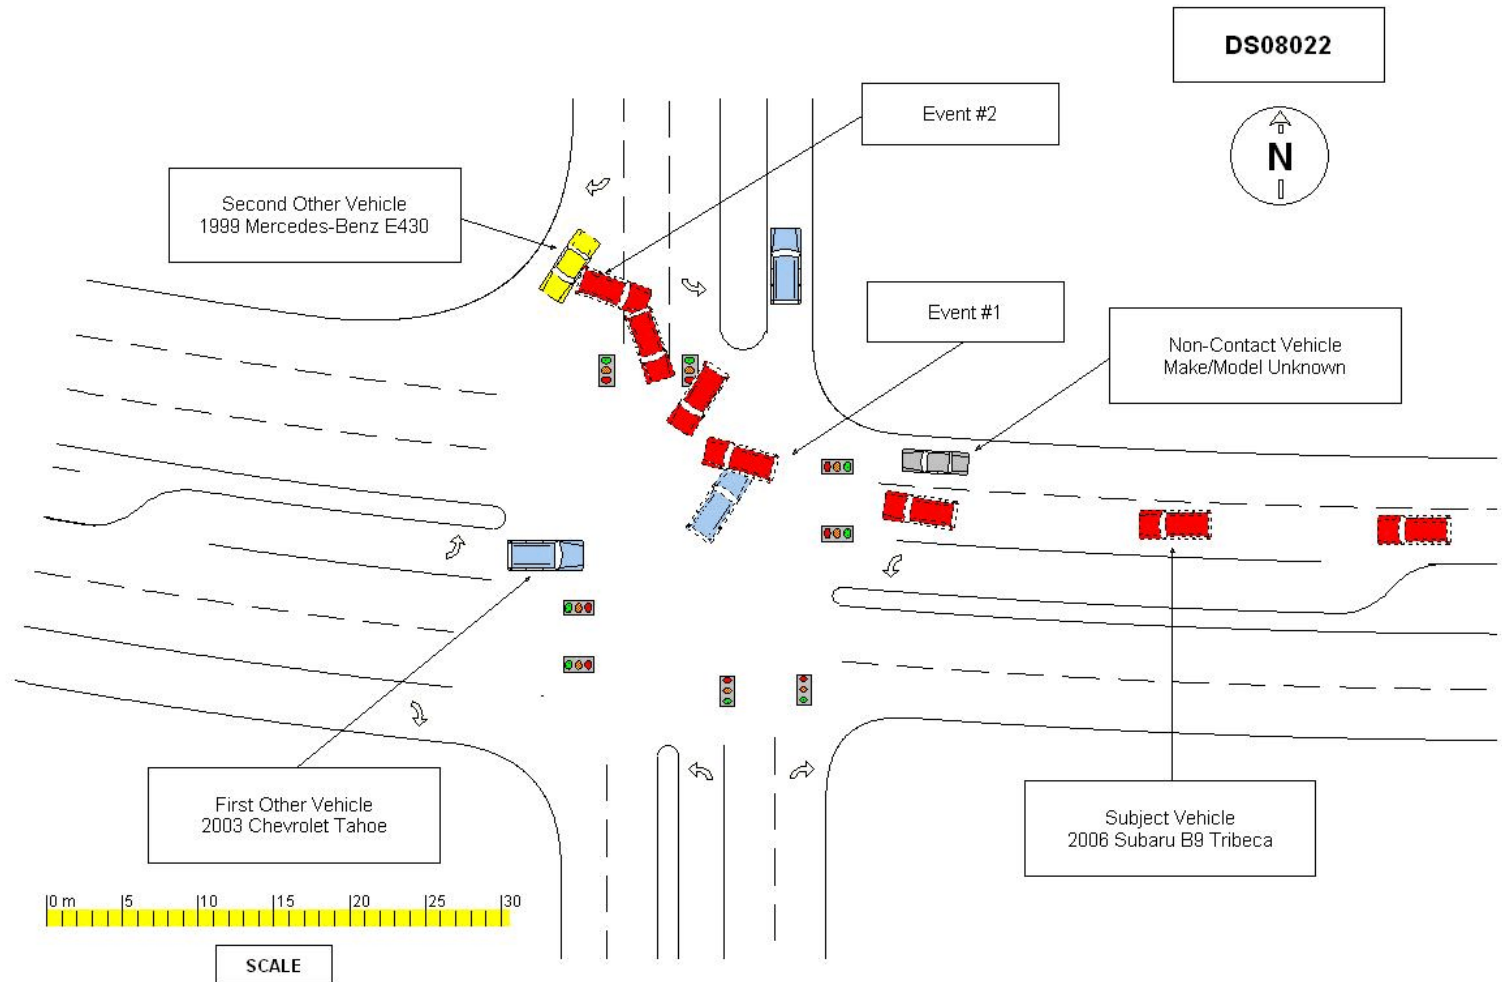 DS08022
N
Event #2
Second Other Vehicle
1999 Mercedes-Benz E430
Event #1
Non-Contact Vehicle
Make/Model Unknown
First Other Vehicle
2003 Chevrolet Tahoe
Subject Vehicle
2006 Subaru B9 Tribeca
0 m 5 10 15 20 25 30
SCALE